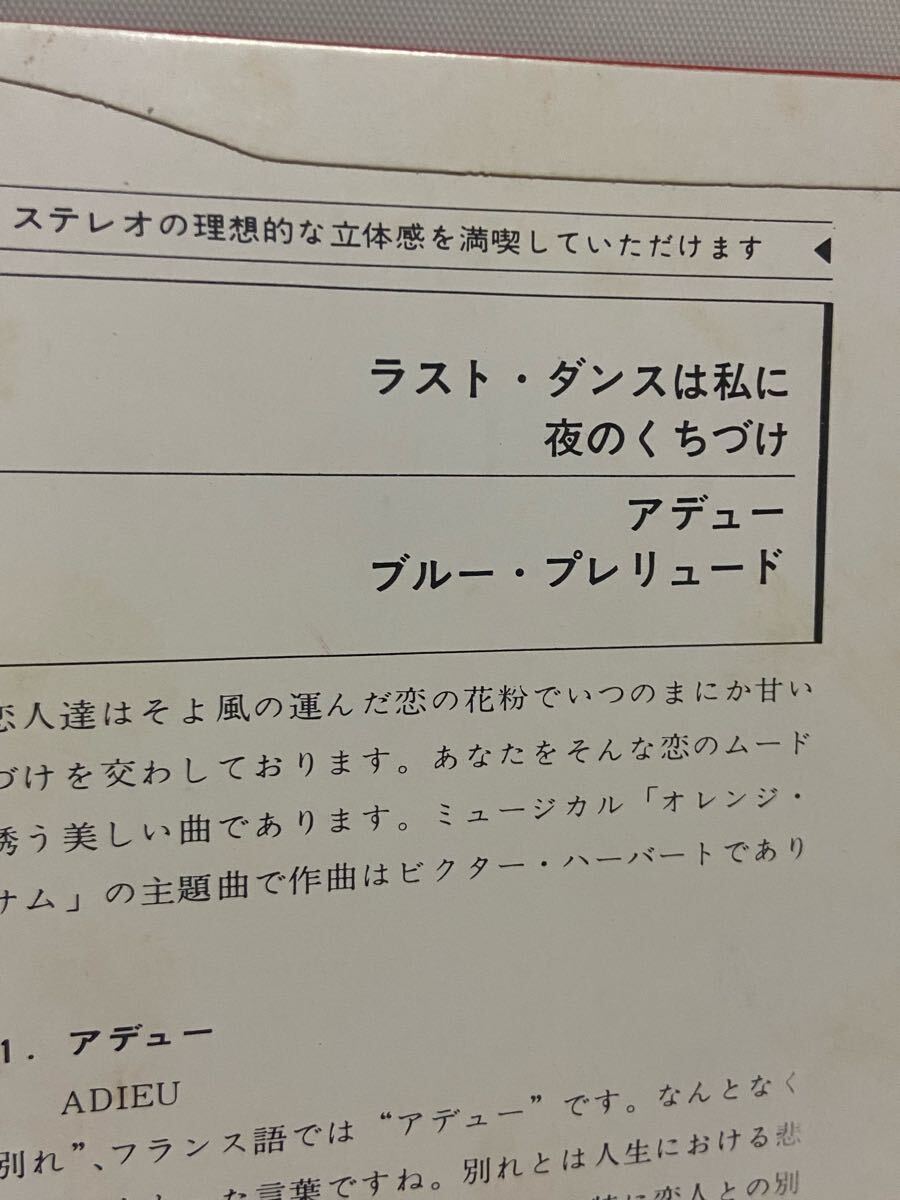 ステレオの理想的な立体感を満喫していただけます ◀
ラスト・ダンスは私に
夜のくちづけ
アデュー
ブルー・プレリュード
恋人達はそよ風の運んだ恋の花粉でいつのまにか甘い
づけを交わしております。あなたをそんな恋のムード
誘う美しい曲であります。ミュージカル「オレンジ・
ナム」の主題曲で作曲はビクター・ハーバートであり
1. アデュー
ADIEU
別れ”、フランス語では“アデュー”です。なんとなく
た言葉ですね。別れとは人生における悲
特に恋人との別